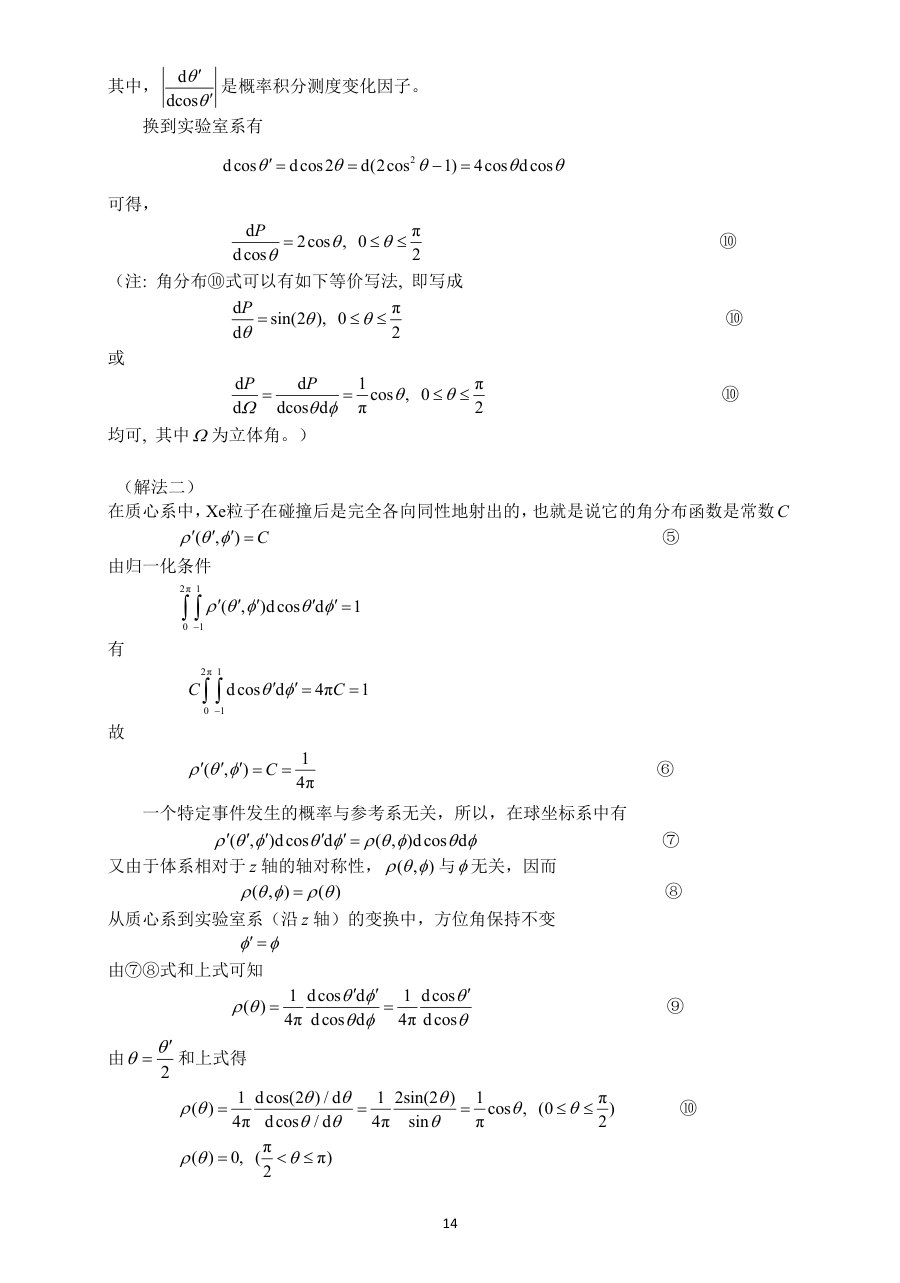 其中，|dθ′/dcosθ′| 是概率积分测度变化因子。
换到实验室系有
dcosθ′ = dcos2θ = d(2cos² θ − 1) = 4cosθdcosθ
可得，
dP/dcosθ = 2cosθ, 0 ≤ θ ≤ π/2 ⑩
（注: 角分布⑩式可以有如下等价写法, 即写成
dP/dθ = sin(2θ), 0 ≤ θ ≤ π/2 ⑩
或
dP/dΩ = dP/dcosθdϕ = 1/π cosθ, 0 ≤ θ ≤ π/2 ⑩
均可, 其中 Ω 为立体角。）
（解法二）
在质心系中，Xe粒子在碰撞后是完全各向同性地射出的，也就是说它的角分布函数是常数 C
ρ′(θ′,ϕ′) = C ⑤
由归一化条件
∫₀^{2π} ∫₋₁^{1} ρ′(θ′,ϕ′)dcosθ′dϕ′ = 1
有
C∫₀^{2π} ∫₋₁^{1} dcosθ′dϕ′ = 4πC = 1
故
ρ′(θ′,ϕ′) = C = 1/4π ⑥
一个特定事件发生的概率与参考系无关，所以，在球坐标系中有
ρ′(θ′,ϕ′)dcosθ′dϕ′ = ρ(θ,ϕ)dcosθdϕ ⑦
又由于体系相对于 z 轴的轴对称性， ρ(θ,ϕ) 与 ϕ 无关，因而
ρ(θ,ϕ) = ρ(θ) ⑧
从质心系到实验室系（沿 z 轴）的变换中，方位角保持不变
ϕ′ = ϕ
由⑦⑧式和上式可知
ρ(θ) = 1/4π dcosθ′dϕ′/dcosθdϕ = 1/4π dcosθ′/dcosθ ⑨
由 θ = θ′/2 和上式得
ρ(θ) = 1/4π dcos(2θ)/dθ / dcosθ/dθ = 1/4π 2sin(2θ)/sinθ = 1/π cosθ, (0 ≤ θ ≤ π/2) ⑩
ρ(θ) = 0, (π/2 < θ ≤ π)
14